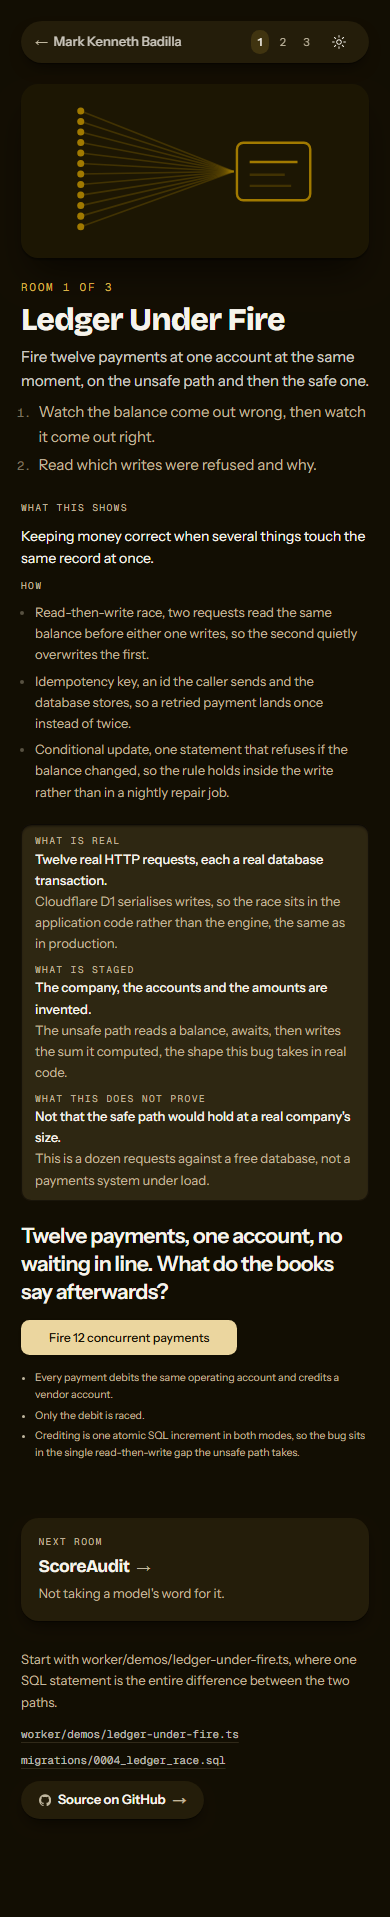 ← Mark Kenneth Badilla 1 2 3
ROOM 1 OF 3
Ledger Under Fire
Fire twelve payments at one account at the same
moment, on the unsafe path and then the safe one.
1. Watch the balance come out wrong, then watch
it come out right.
2. Read which writes were refused and why.
WHAT THIS SHOWS
Keeping money correct when several things touch the
same record at once.
HOW
• Read-then-write race, two requests read the same
balance before either one writes, so the second quietly
overwrites the first.
• Idempotency key, an id the caller sends and the
database stores, so a retried payment lands once
instead of twice.
• Conditional update, one statement that refuses if the
balance changed, so the rule holds inside the write
rather than in a nightly repair job.
WHAT IS REAL
Twelve real HTTP requests, each a real database
transaction.
Cloudflare D1 serialises writes, so the race sits in the
application code rather than the engine, the same as
in production.
WHAT IS STAGED
The company, the accounts and the amounts are
invented.
The unsafe path reads a balance, awaits, then writes
the sum it computed, the shape this bug takes in real
code.
WHAT THIS DOES NOT PROVE
Not that the safe path would hold at a real company's
size.
This is a dozen requests against a free database, not a
payments system under load.
Twelve payments, one account, no
waiting in line. What do the books
say afterwards?
Fire 12 concurrent payments
• Every payment debits the same operating account and credits a
vendor account.
• Only the debit is raced.
• Crediting is one atomic SQL increment in both modes, so the bug sits
in the single read-then-write gap the unsafe path takes.
NEXT ROOM
ScoreAudit →
Not taking a model's word for it.
Start with worker/demos/ledger-under-fire.ts, where one
SQL statement is the entire difference between the two
paths.
worker/demos/ledger-under-fire.ts
migrations/0004_ledger_race.sql
Source on GitHub →